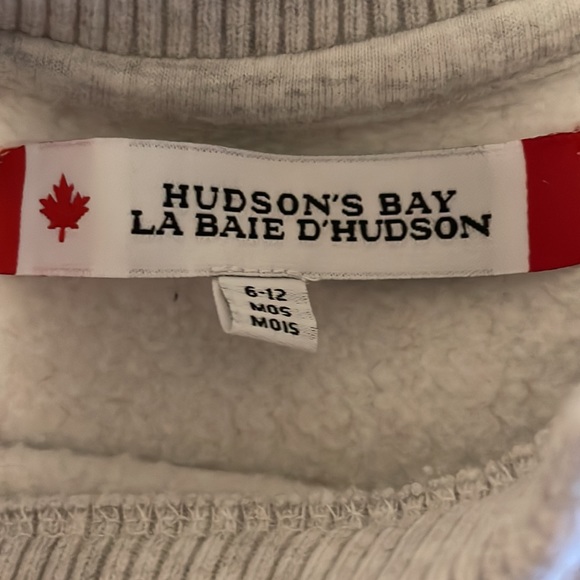 HUDSON'S BAY
LA BAIE D'HUDSON
6-12
MOS
MOIS